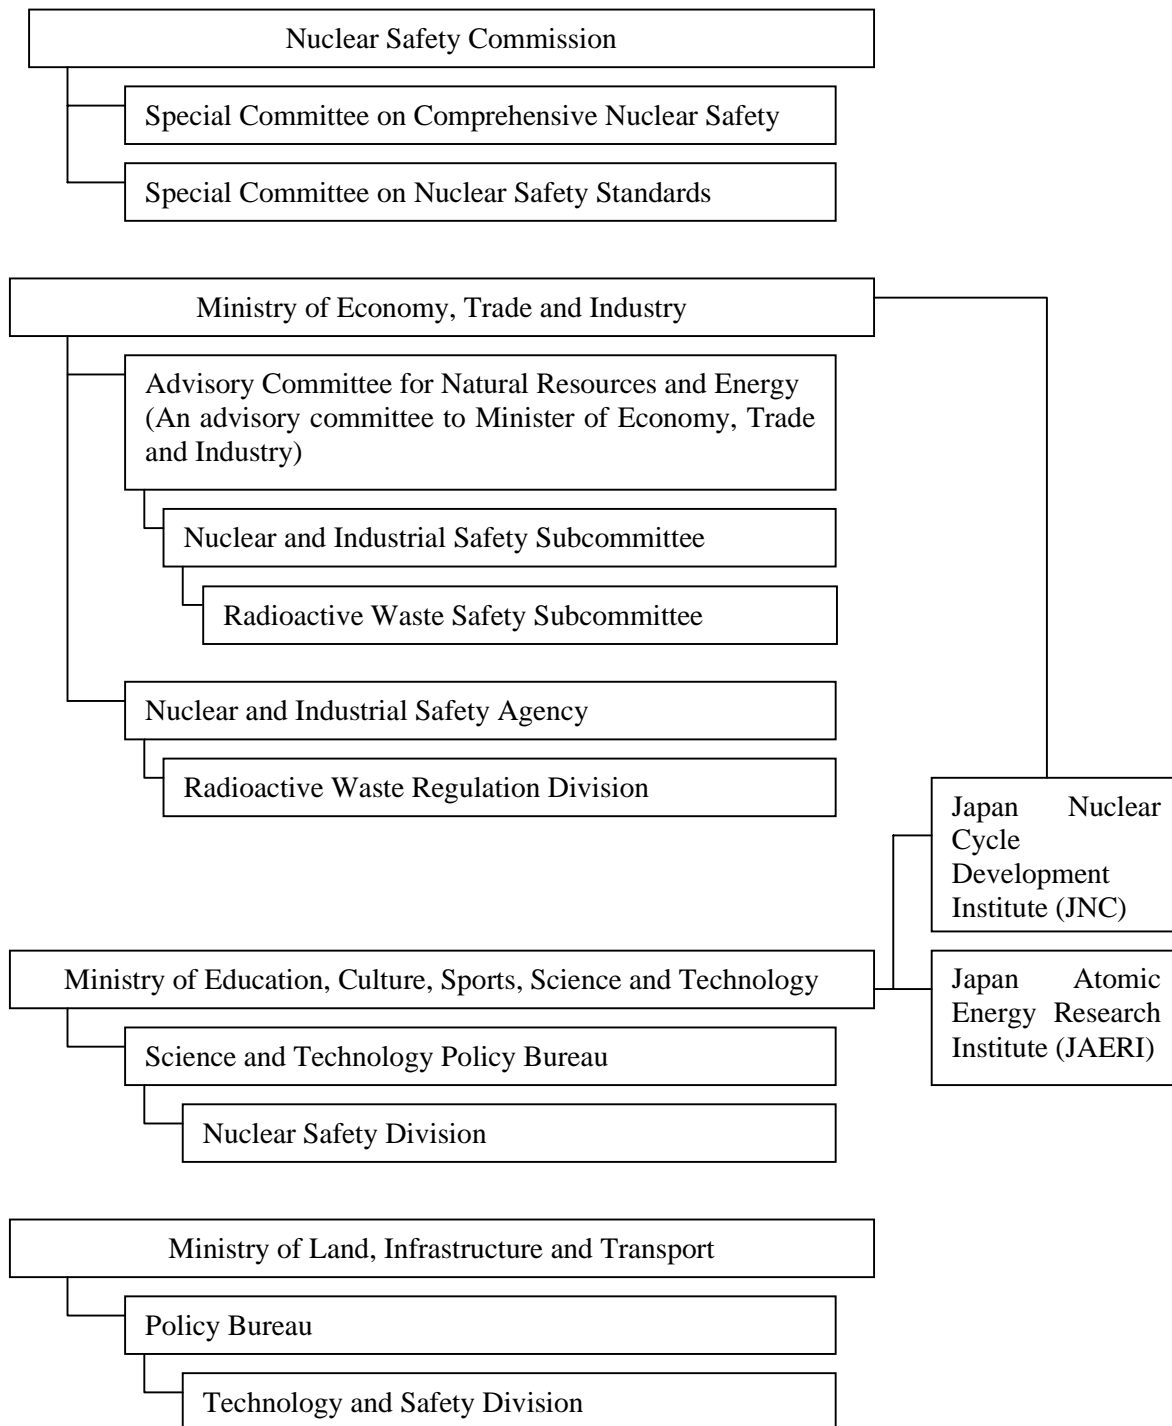 Nuclear Safety Commission
Special Committee on Comprehensive Nuclear Safety
Special Committee on Nuclear Safety Standards
Ministry of Economy, Trade and Industry
Advisory Committee for Natural Resources and Energy
(An advisory committee to Minister of Economy, Trade
and Industry)
Nuclear and Industrial Safety Subcommittee
Radioactive Waste Safety Subcommittee
Nuclear and Industrial Safety Agency
Radioactive Waste Regulation Division
Japan Nuclear
Cycle
Development
Institute (JNC)
Ministry of Education, Culture, Sports, Science and Technology
Japan Atomic
Energy Research
Institute (JAERI)
Science and Technology Policy Bureau
Nuclear Safety Division
Ministry of Land, Infrastructure and Transport
Policy Bureau
Technology and Safety Division